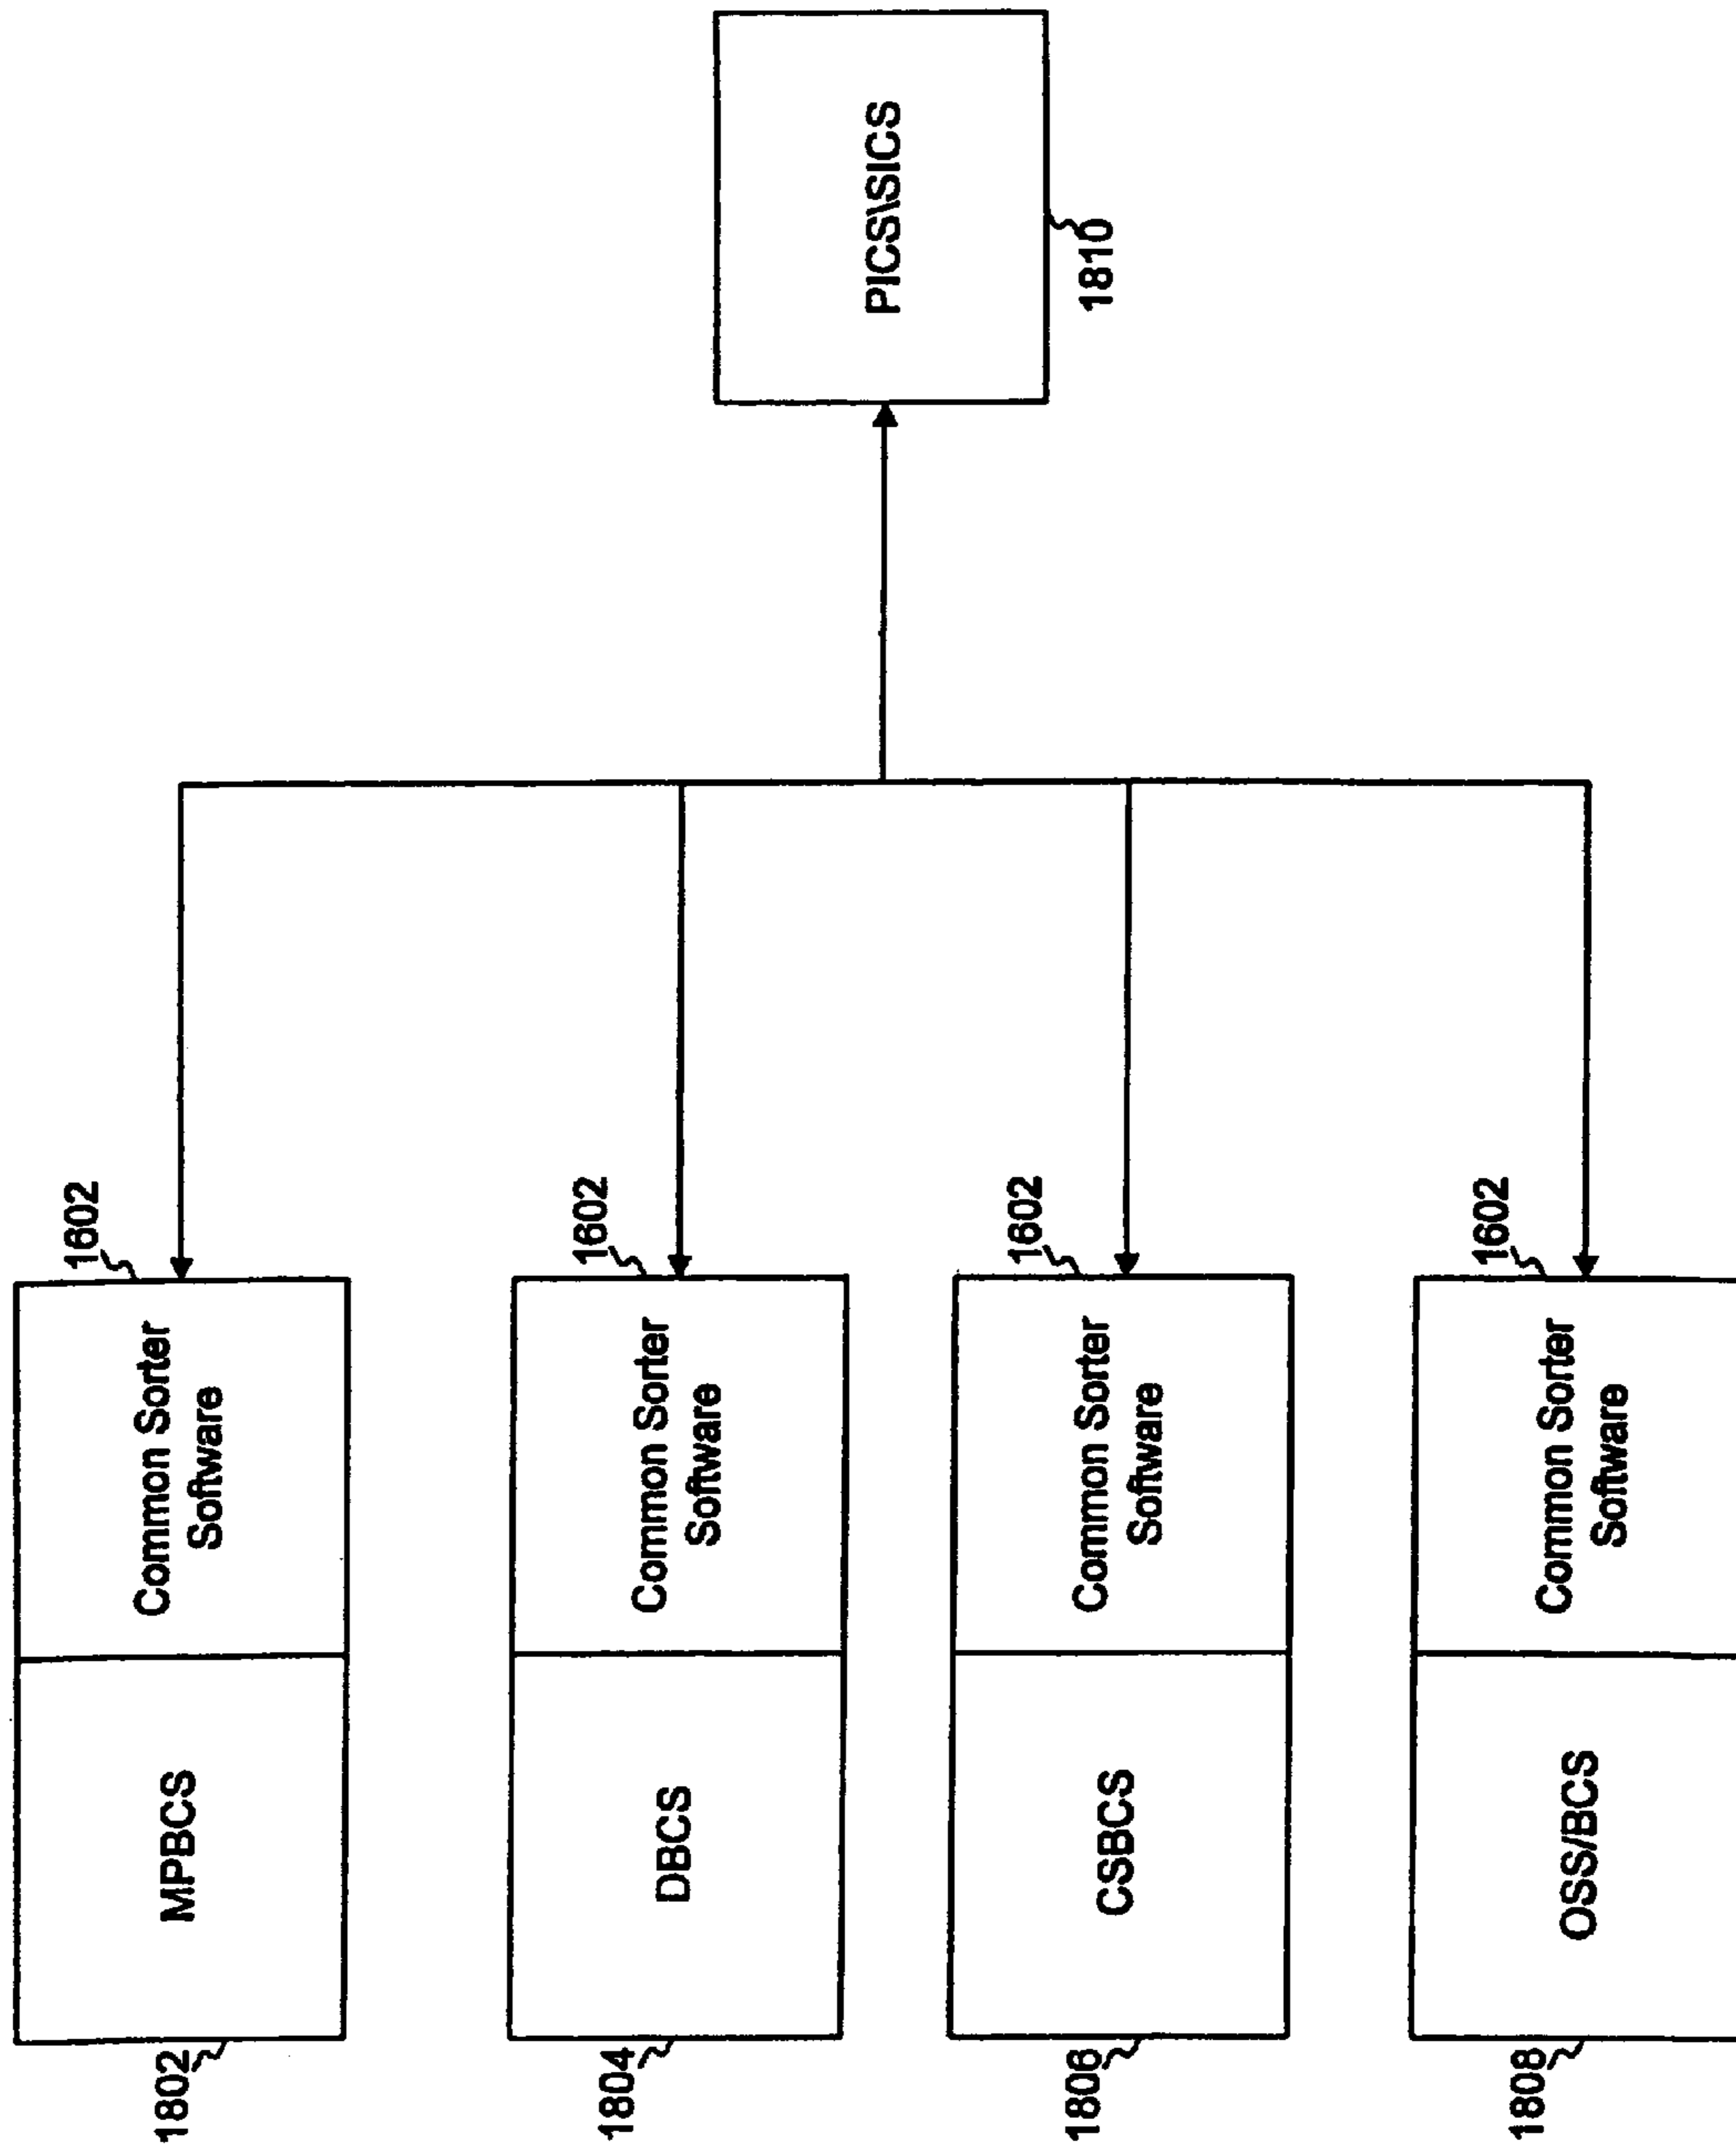 1602
MPBCS
Common Sorter
Software
1802
1602
DBCS
Common Sorter
Software
1804
PICS\SICS
1810
1602
CSBCS
Common Sorter
Software
1806
1602
OSS/BCS
Common Sorter
Software
1808